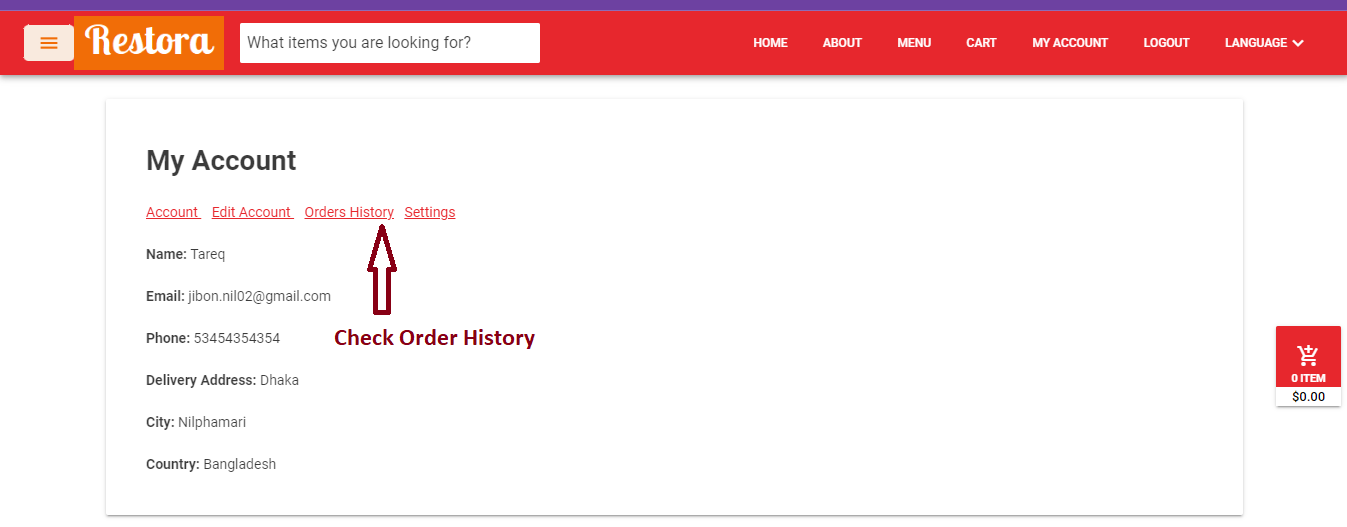 Restora
What items you are looking for?
HOME ABOUT MENU CART MY ACCOUNT LOGOUT LANGUAGE
My Account
Account Edit Account Orders History Settings
Name: Tareq
Email: jibon.nil02@gmail.com
Phone: 53454354354
Check Order History
Delivery Address: Dhaka
City: Nilphamari
Country: Bangladesh
0 ITEM
$0.00